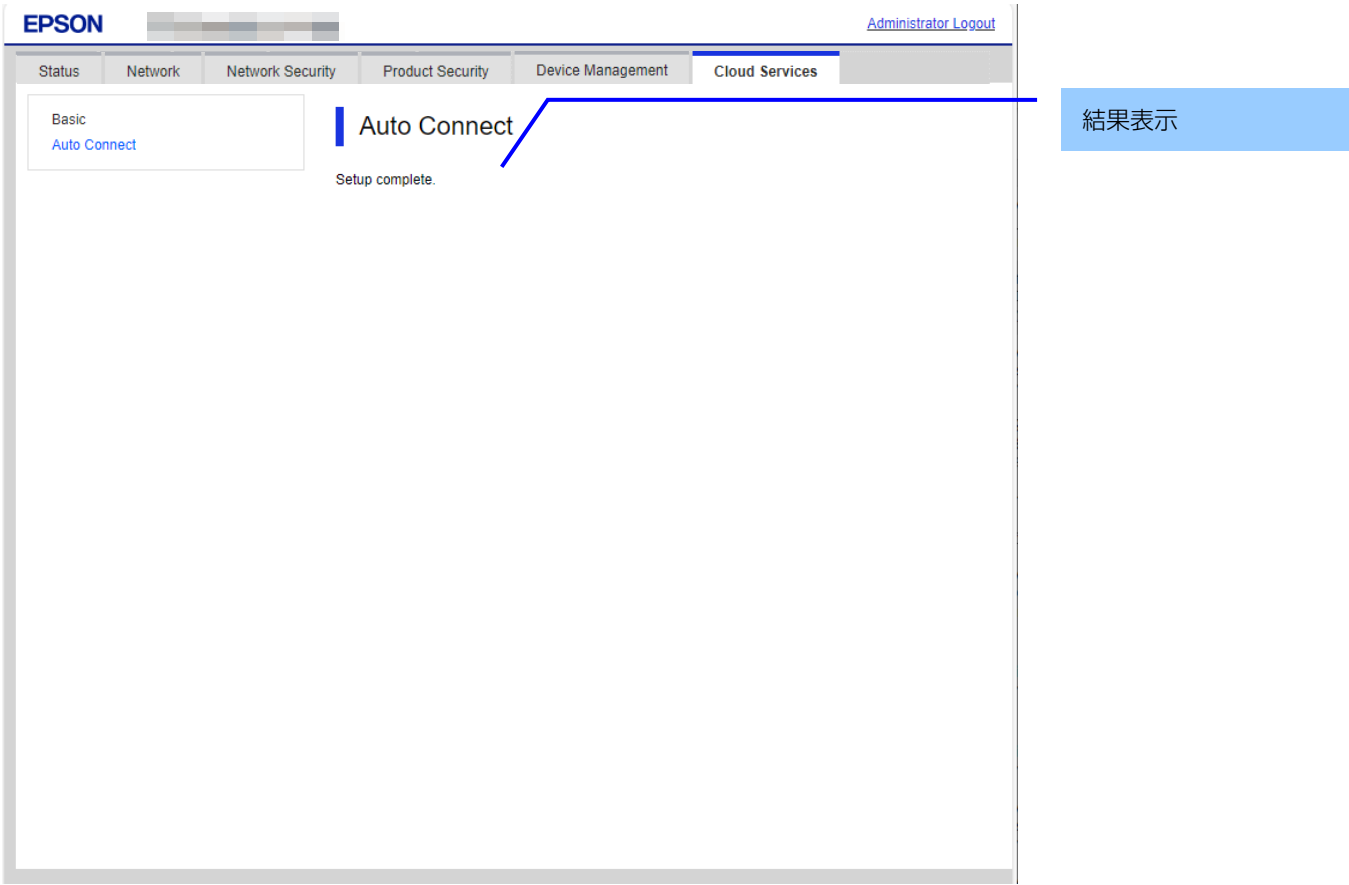 EPSON
Administrator Logout
Status Network Network Security Product Security Device Management Cloud Services
Basic
Auto Connect
Auto Connect
Setup complete.
結果表示